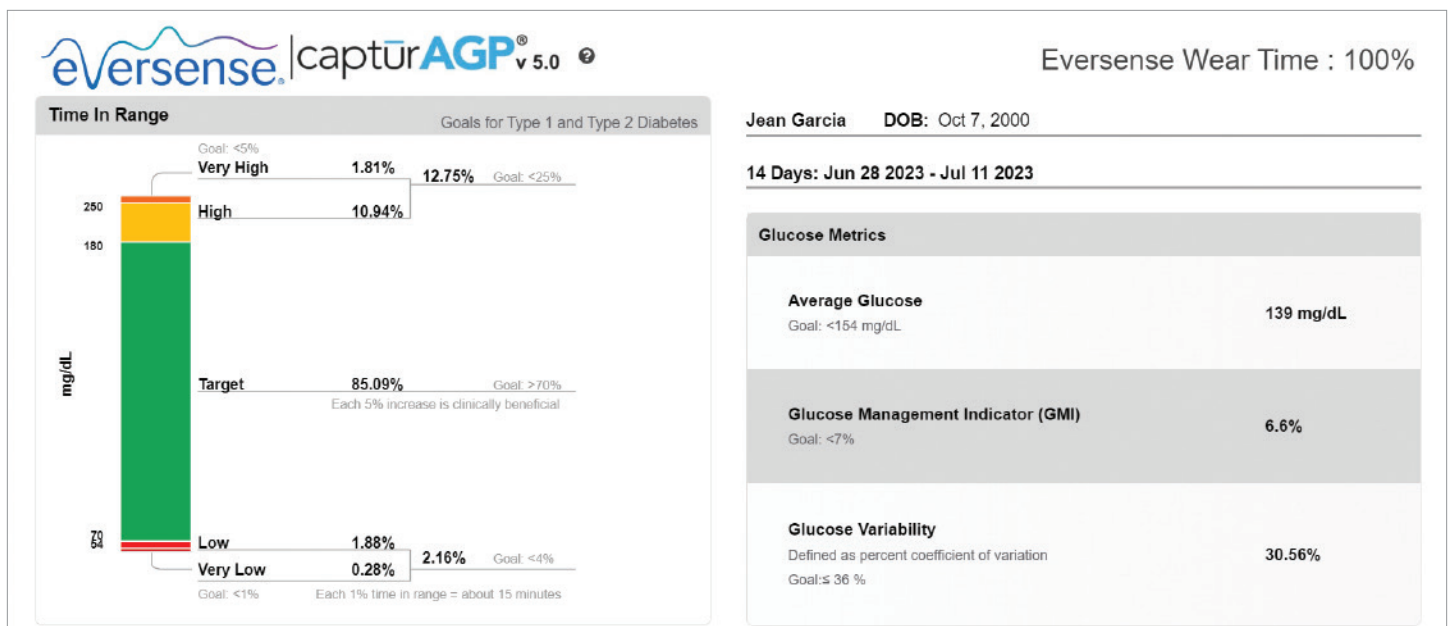 eversense. | captūrAGP® v 5.0 ?
Eversense Wear Time : 100%
Time In Range
Goals for Type 1 and Type 2 Diabetes
Goal: <5%
Very High 1.81%
12.75% Goal: <25%
250
High 10.94%
180
mg/dL
Target 85.09% Goal: >70%
Each 5% increase is clinically beneficial
70
54
Low 1.88%
2.16% Goal: <4%
Very Low 0.28%
Goal: <1% Each 1% time in range = about 15 minutes
Jean Garcia DOB: Oct 7, 2000
14 Days: Jun 28 2023 - Jul 11 2023
Glucose Metrics
Average Glucose
Goal: <154 mg/dL
139 mg/dL
Glucose Management Indicator (GMI)
Goal: <7%
6.6%
Glucose Variability
Defined as percent coefficient of variation
Goal:≤ 36 %
30.56%